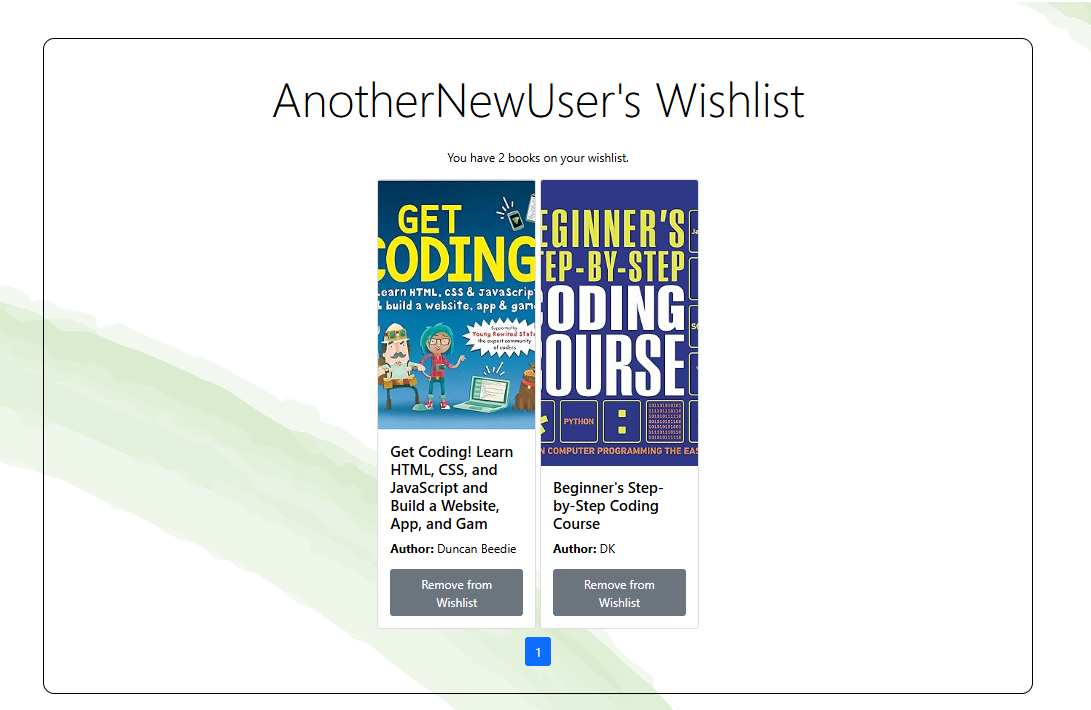 AnotherNewUser's Wishlist
You have 2 books on your wishlist.
GET
CODING
Learn HTML, CSS & JavaScript
& build a website, app & gam
Supported by
Young Rewired State
the expert community
of coders
Get Coding! Learn
HTML, CSS, and
JavaScript and
Build a Website,
App, and Gam
Author: Duncan Beedie
Remove from
Wishlist
EGINNER'S
TEP-BY-STEP
CODING
COURSE
PYTHON
:
N COMPUTER PROGRAMMING THE EAS
Beginner's Step-
by-Step Coding
Course
Author: DK
Remove from
Wishlist
1